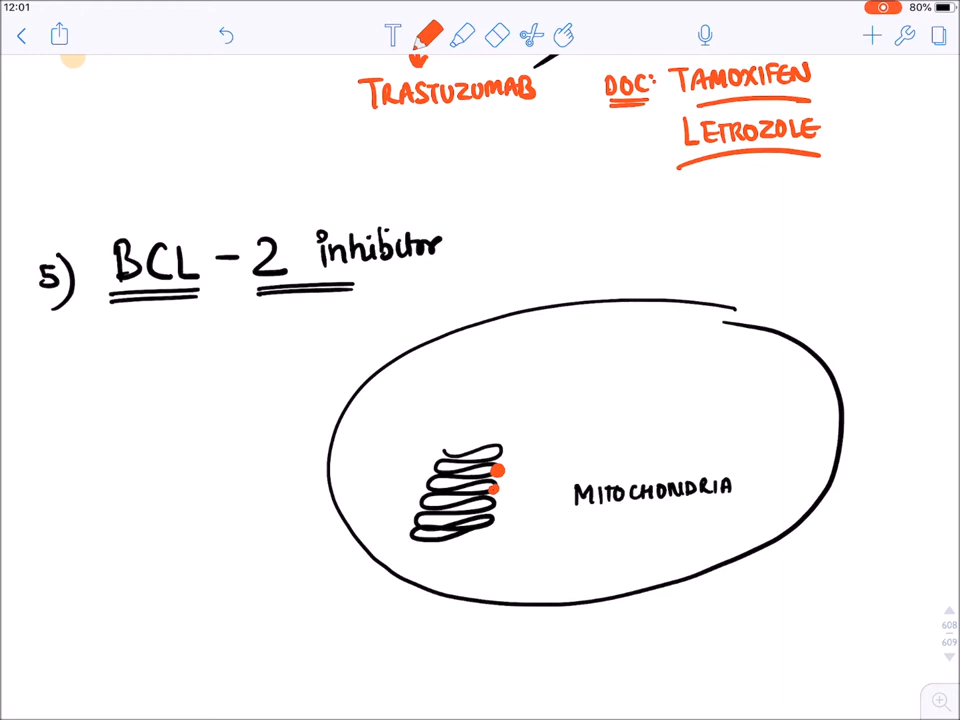 12:01
80%
T
TRASTUZUMAB
DOC: TAMOXIFEN
LETROZOLE
5) BCL - 2 inhibitor
MITOCHONDRIA
608
609